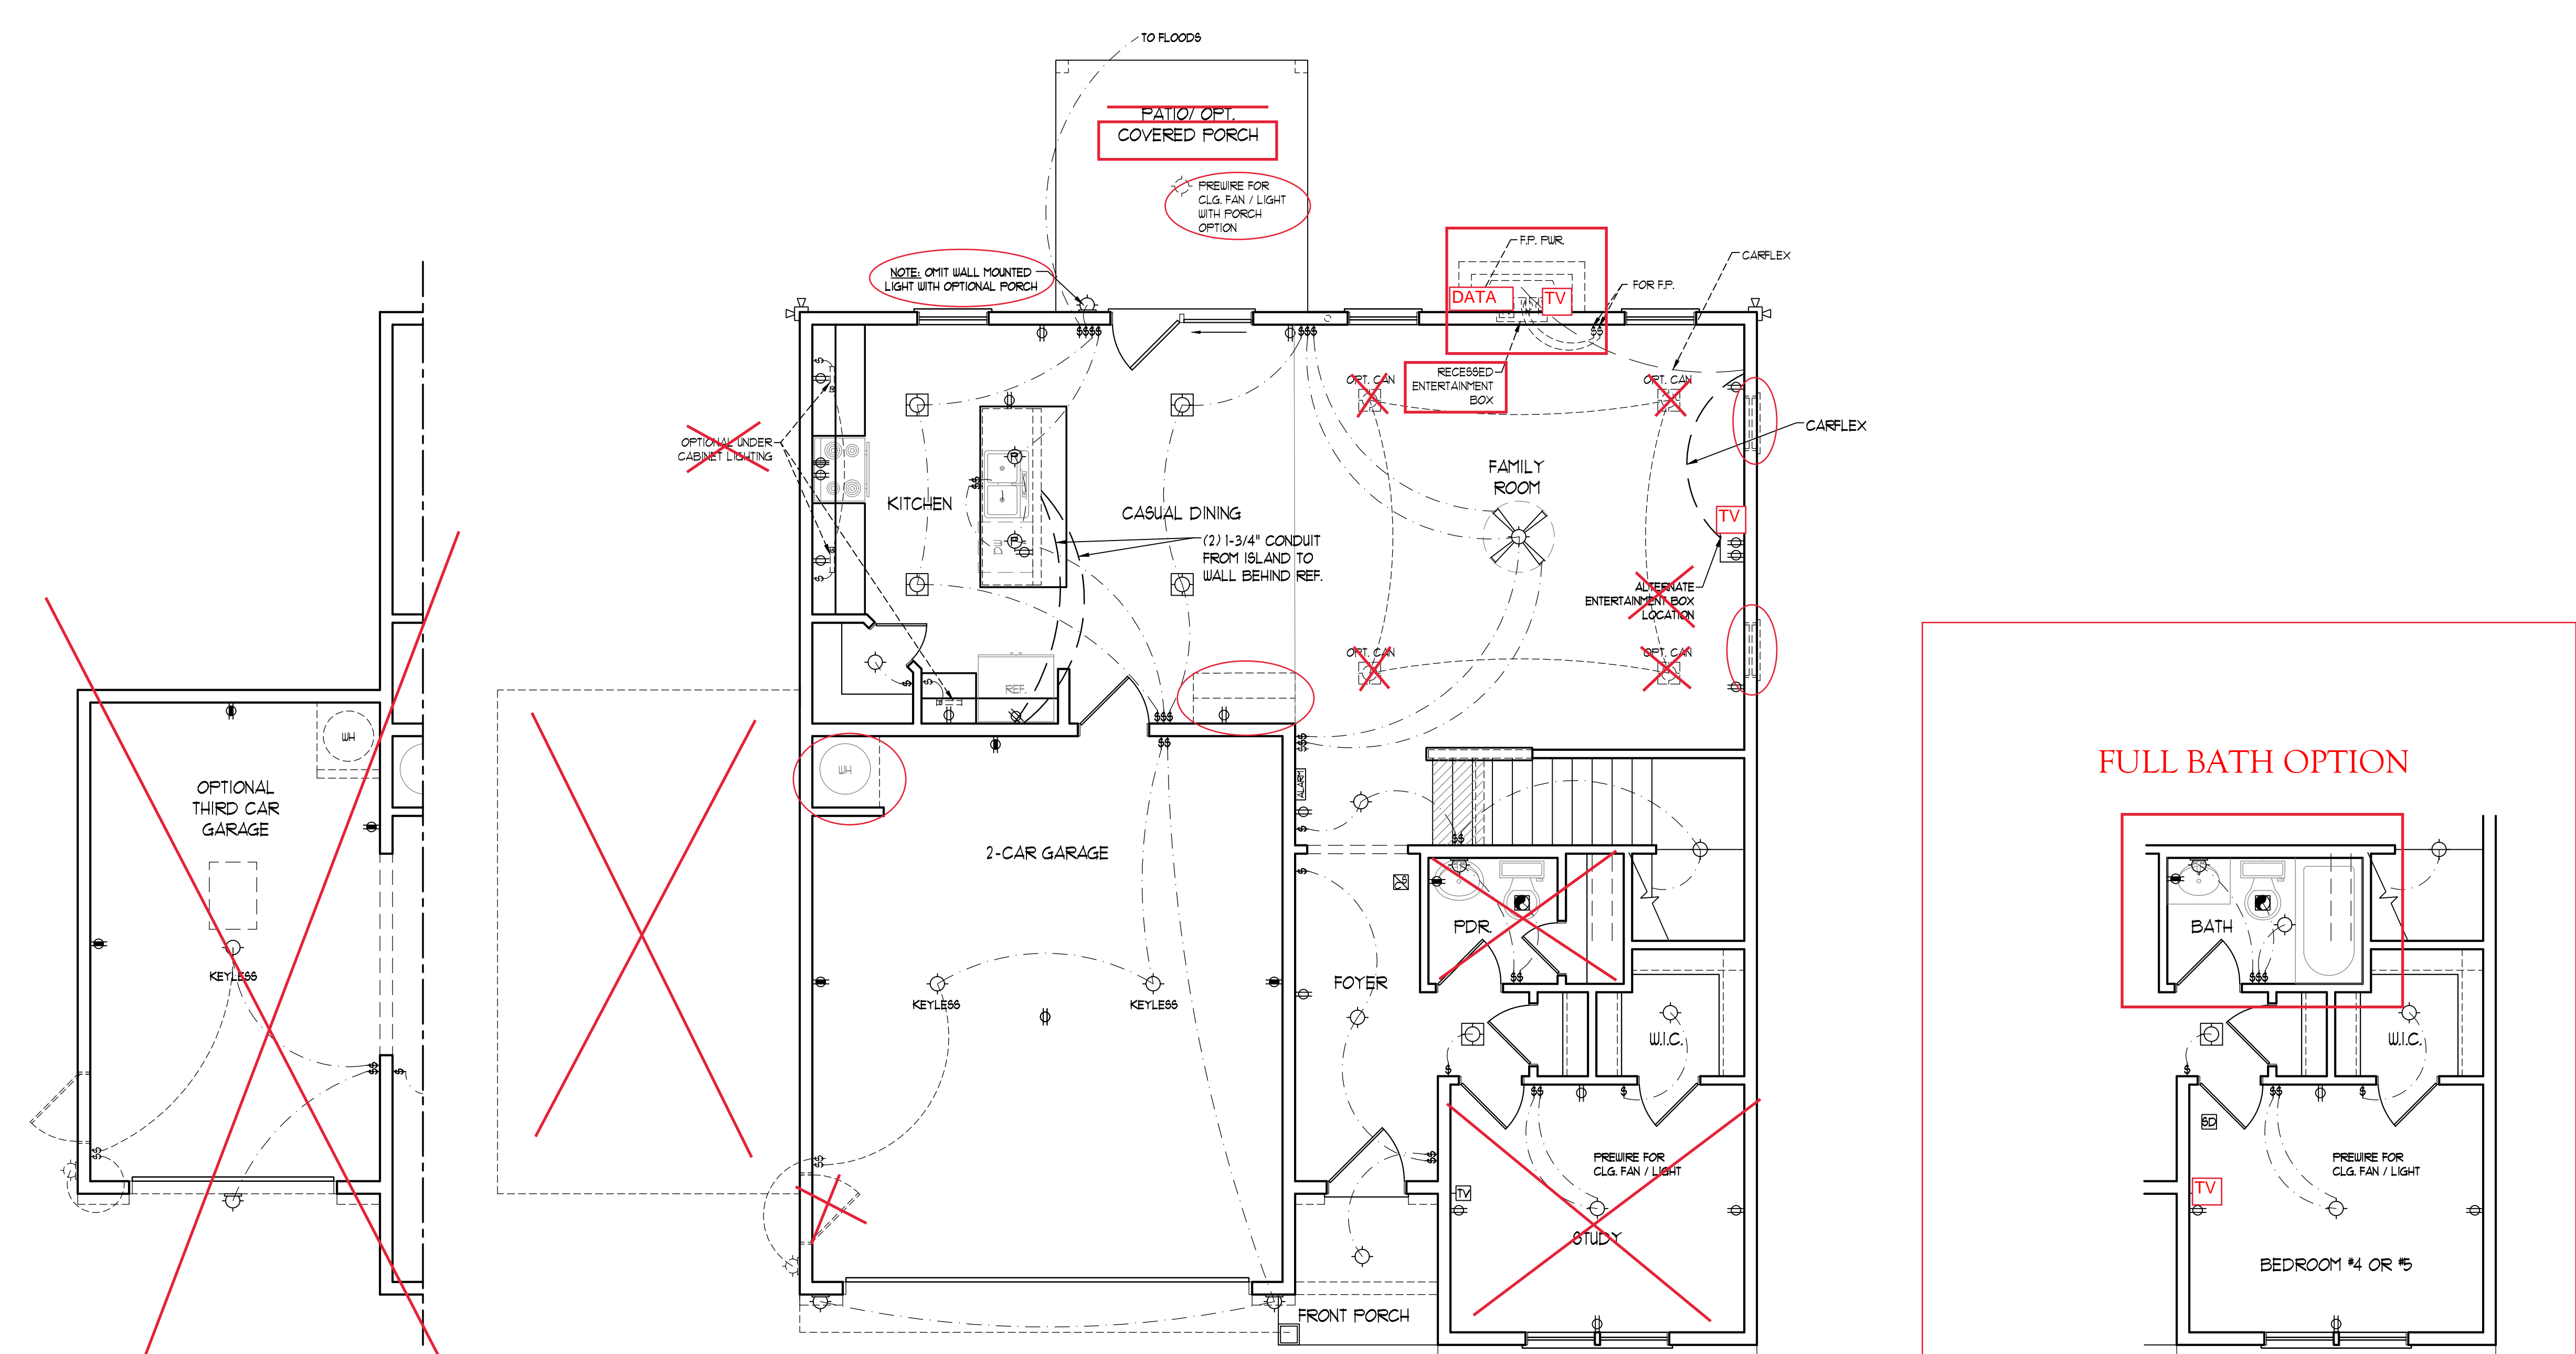 TO FLOODS
PATIO/ OPT.
COVERED PORCH
PREWIRE FOR
CLG. FAN / LIGHT
WITH PORCH
OPTION
NOTE: OMIT WALL MOUNTED
LIGHT WITH OPTIONAL PORCH
F.P. PWR.
CARFLEX
DATA
TV
FOR F.P.
$$$$
$$$
$$
RECESSED
ENTERTAINMENT
BOX
OPT. CAN
OPT. CAN
$
OPTIONAL UNDER
CABINET LIGHTING
CARFLEX
R
$$
KITCHEN
FAMILY
ROOM
CASUAL DINING
TV
(2) 1-3/4" CONDUIT
FROM ISLAND TO
WALL BEHIND REF.
DW
P
$
ALTERNATE
ENTERTAINMENT BOX
LOCATION
OPT. CAN
OPT. CAN
$
$
REF.
$$$
$$
$$$
WH
WH
ALARM
OPTIONAL
THIRD CAR
GARAGE
FULL BATH OPTION
$
$$
2-CAR GARAGE
$
PDR.
BATH
$$
$$$
FOYER
KEYLESS
KEYLESS
KEYLESS
W.I.C.
W.I.C.
$$
$
$
$
$$
$
$$
$
SD
$$
$$
$$
PREWIRE FOR
CLG. FAN / LIGHT
PREWIRE FOR
CLG. FAN / LIGHT
TV
TV
STUDY
BEDROOM #4 OR #5
FRONT PORCH